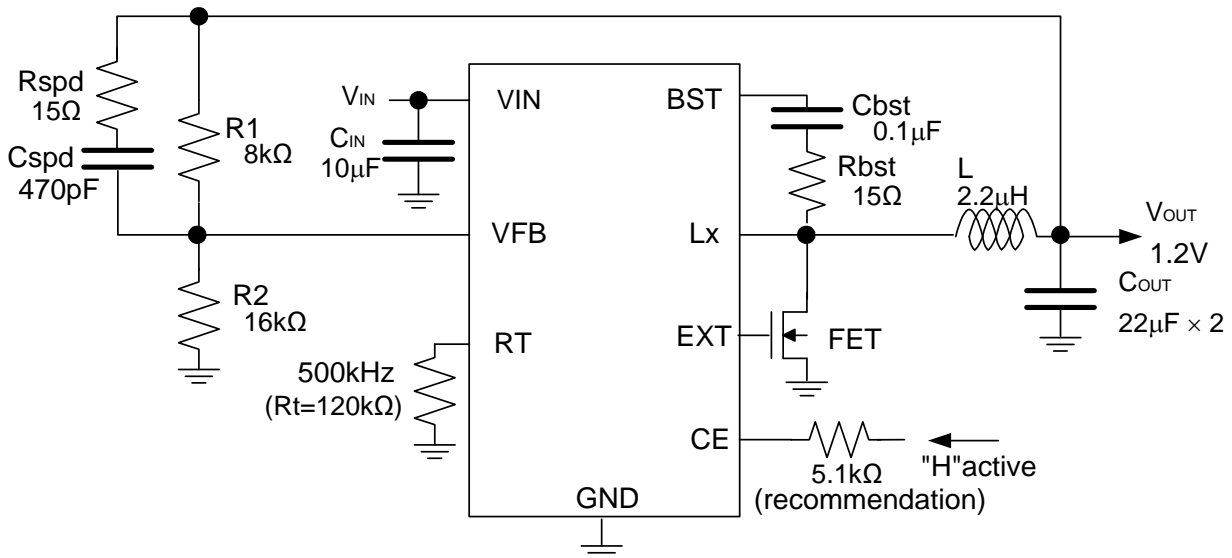 Rspd
15Ω
Cspd
470pF
R1
8kΩ
R2
16kΩ
VIN
CIN
10μF
VIN
VFB
RT
500kHz
(Rt=120kΩ)
GND
BST
Lx
EXT
CE
Cbst
0.1μF
Rbst
15Ω
L
2.2μH
VOUT
1.2V
COUT
22μF × 2
FET
5.1kΩ
(recommendation)
"H"active